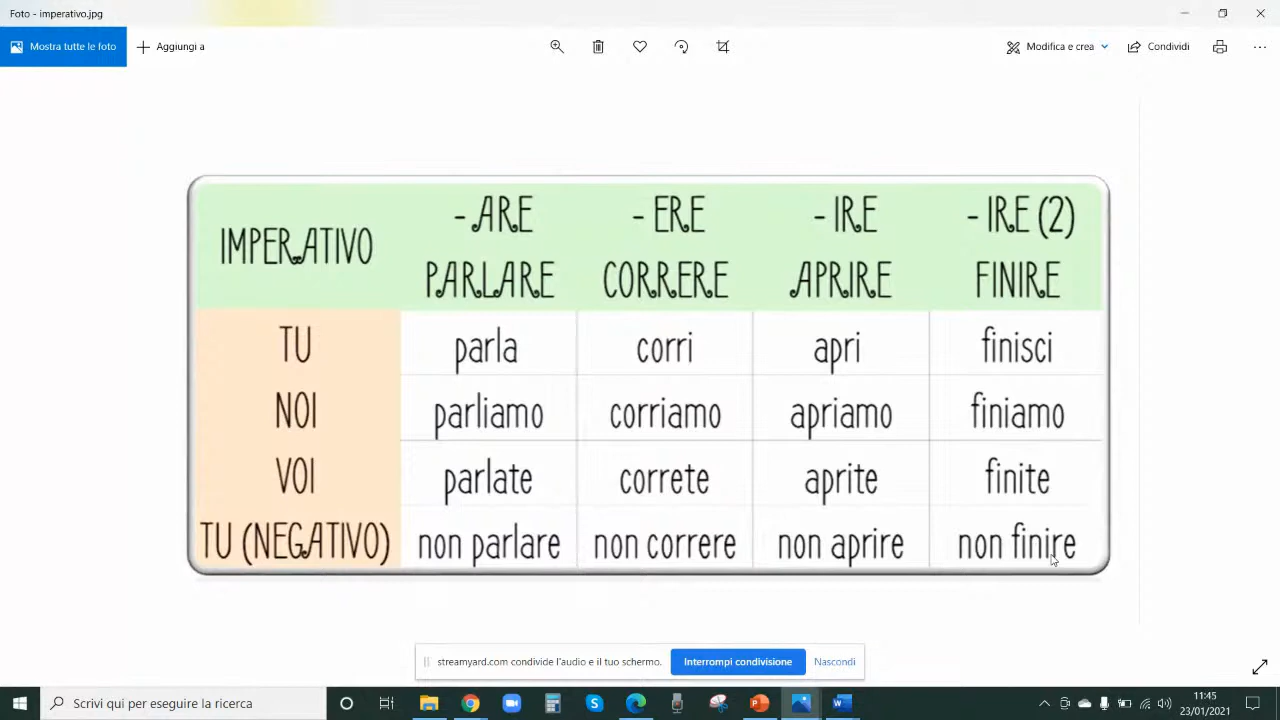 Foto - imperativo.jpg
Mostra tutte le foto
Aggiungi a
Modifica e crea
Condividi
IMPERATIVO
- ARE
PARLARE
- ERE
CORRERE
- IRE
APRIRE
- IRE (2)
FINIRE
TU parla corri apri finisci
NOI parliamo corriamo apriamo finiamo
VOI parlate correte aprite finite
TU (NEGATIVO) non parlare non correre non aprire non finire
streamyard.com condivide l'audio e il tuo schermo.
Interrompi condivisione
Nascondi
Scrivi qui per eseguire la ricerca
11:45
23/01/2021